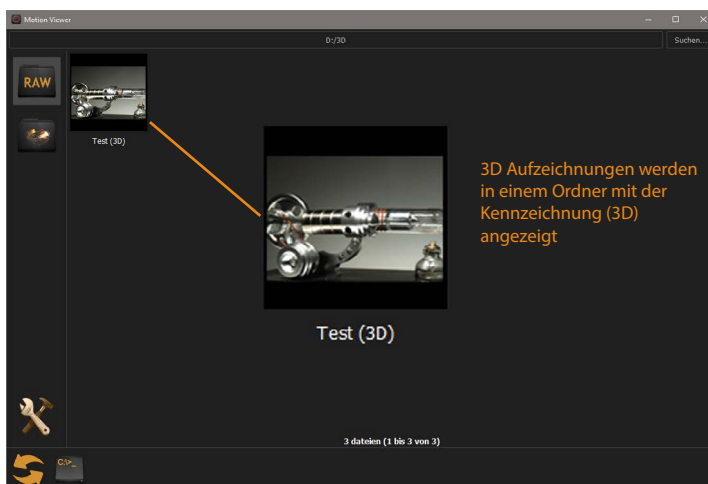 Motion Viewer
D:/3D
Suchen...
RAW
Test (3D)
3D Aufzeichnungen werden
in einem Ordner mit der
Kennzeichnung (3D)
angezeigt
Test (3D)
3 dateien (1 bis 3 von 3)
C:\>_